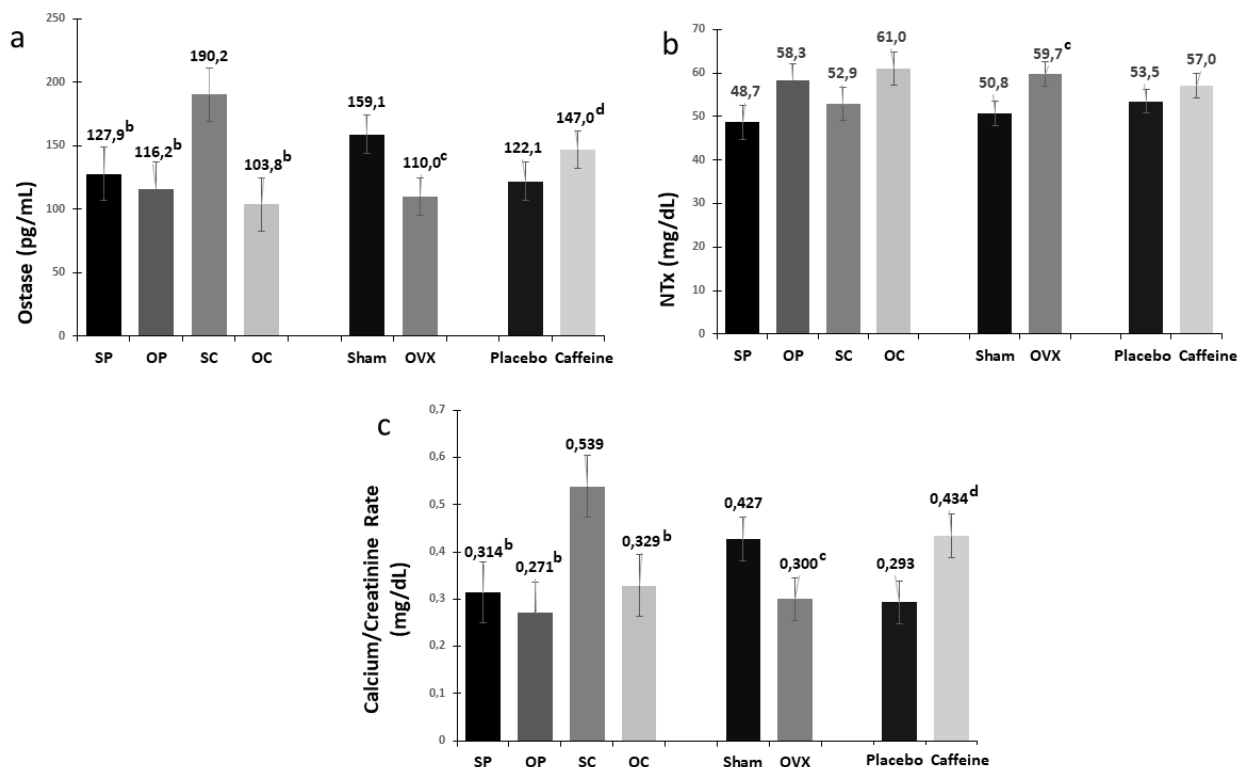 a
Ostase (pg/mL)
250
200
150
100
50
0
127,9b
116,2b
190,2
103,8b
159,1
110,0c
122,1
147,0d
SP OP SC OC Sham OVX Placebo Caffeine
b
NTx (mg/dL)
70
60
50
40
30
20
10
0
48,7
58,3
52,9
61,0
50,8
59,7c
53,5
57,0
SP OP SC OC Sham OVX Placebo Caffeine
c
Calcium/Creatinine Rate
(mg/dL)
0,7
0,6
0,5
0,4
0,3
0,2
0,1
0
0,314b
0,271b
0,539
0,329b
0,427
0,300c
0,293
0,434d
SP OP SC OC Sham OVX Placebo Caffeine